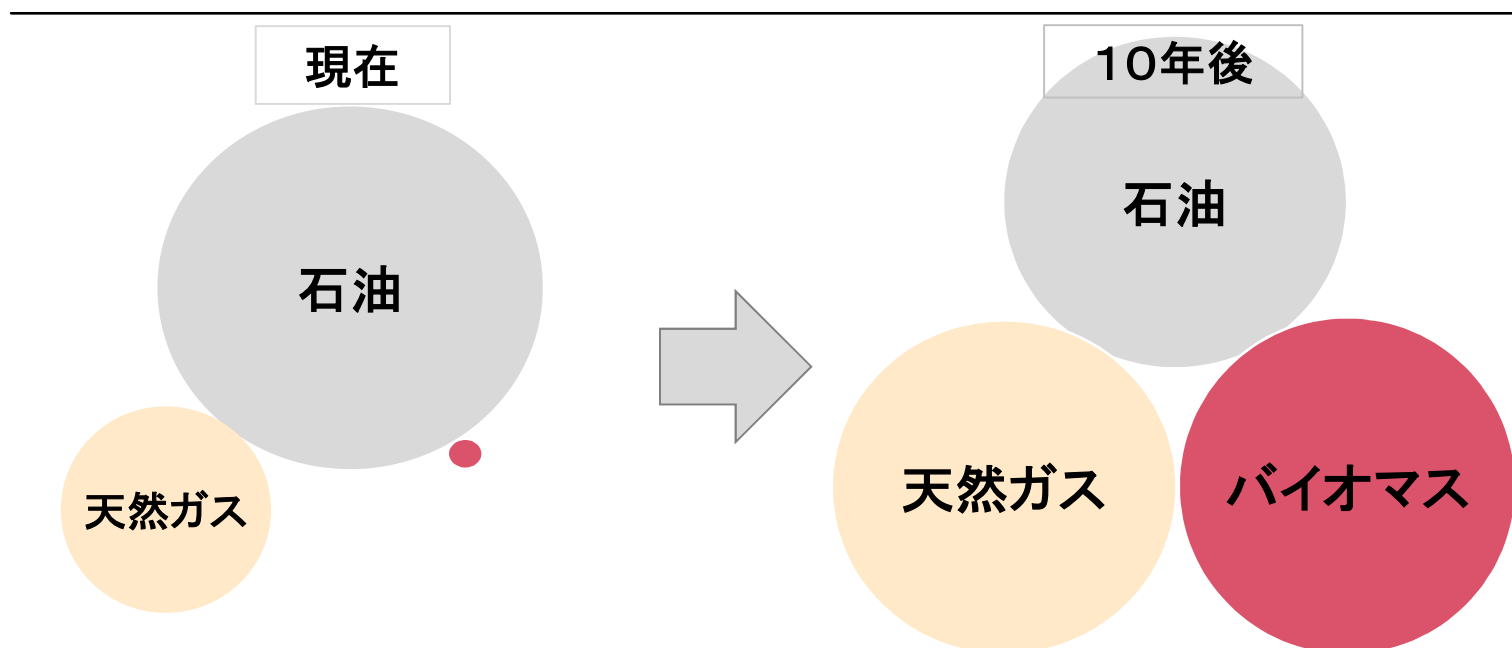 現在
石油
天然ガス
１０年後
石油
天然ガス
バイオマス